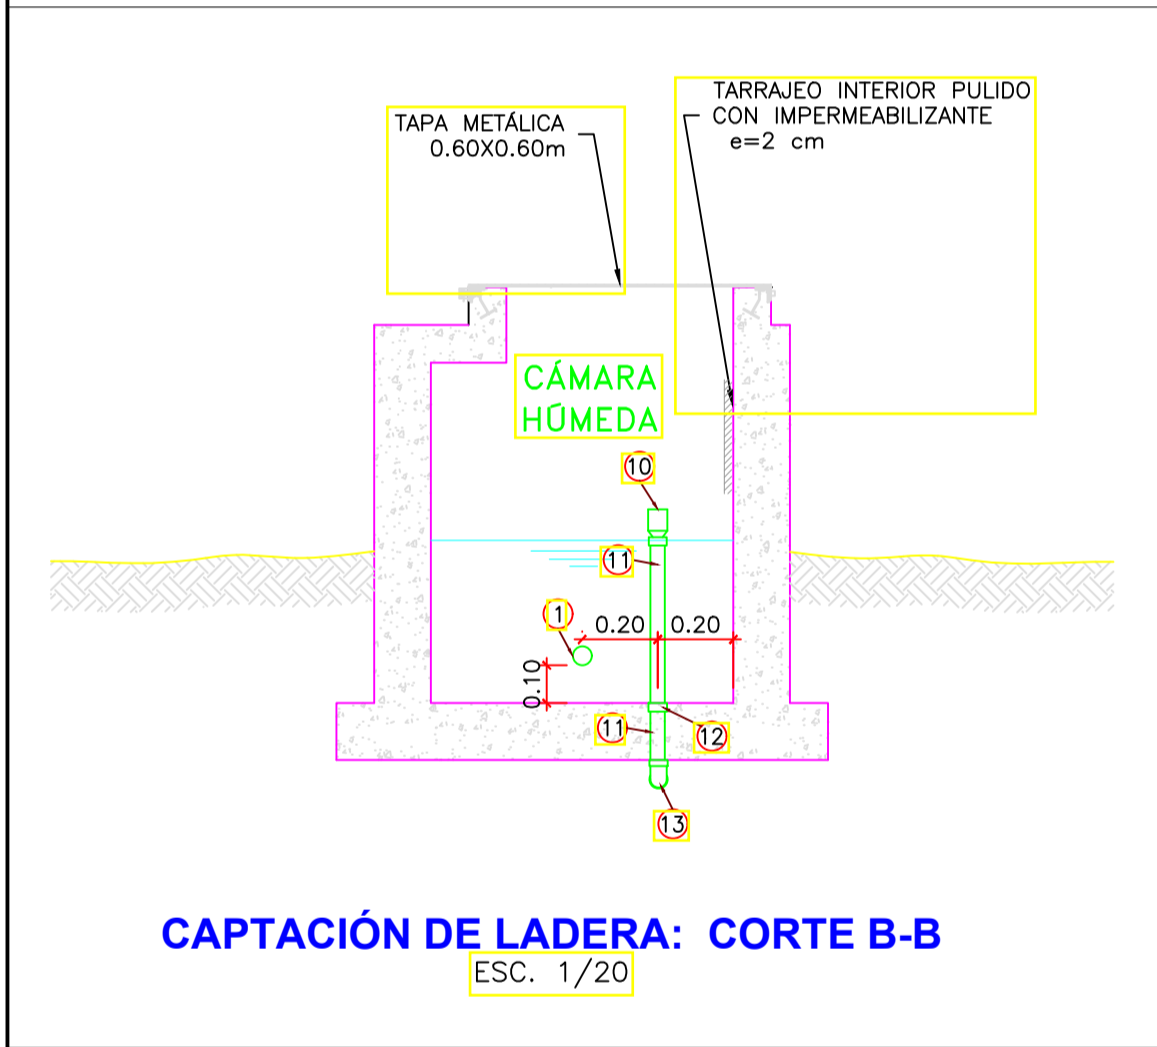 TARRAJEO INTERIOR PULIDO
CON IMPERMEABILIZANTE
e=2 cm
TAPA METÁLICA
0.60X0.60m
CÁMARA
HÚMEDA
10
11
1
0.20
0.20
0.10
11
12
13
CAPTACIÓN DE LADERA: CORTE B-B
ESC. 1/20